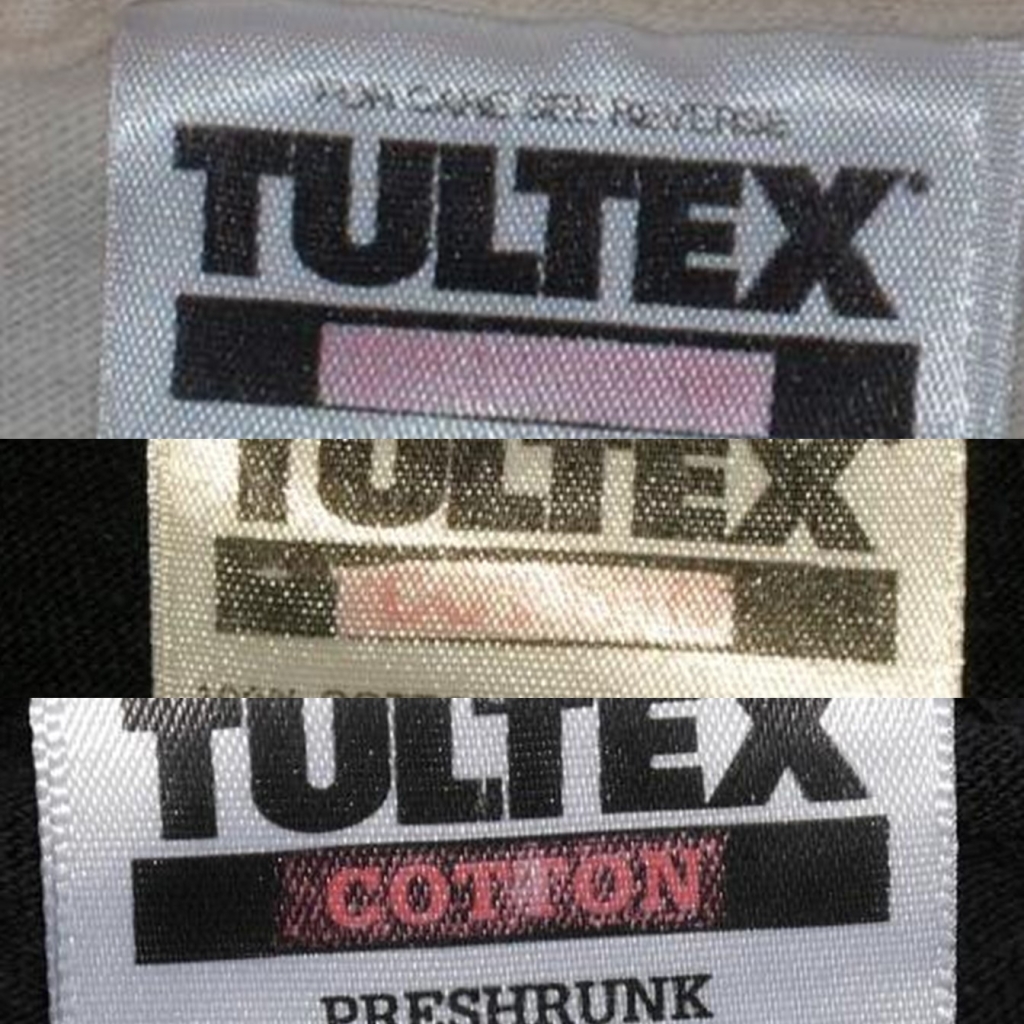 FOR CARE SEE REVERSE
TULTEX
TULTEX
TULTEX
COTTON
PRESHRUNK